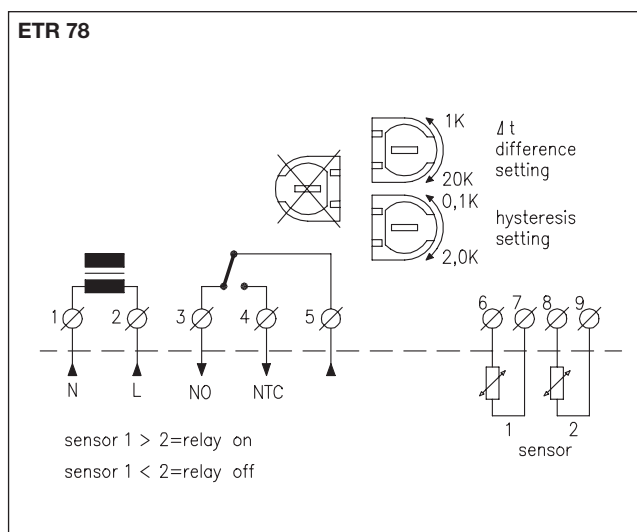 ETR 78
1K
20K
Δ t
difference
setting
0,1K
2,0K
hysteresis
setting
1 2 3 4 5 6 7 8 9
N L NO NTC
1 2
sensor
sensor 1 > 2=relay on
sensor 1 < 2=relay off